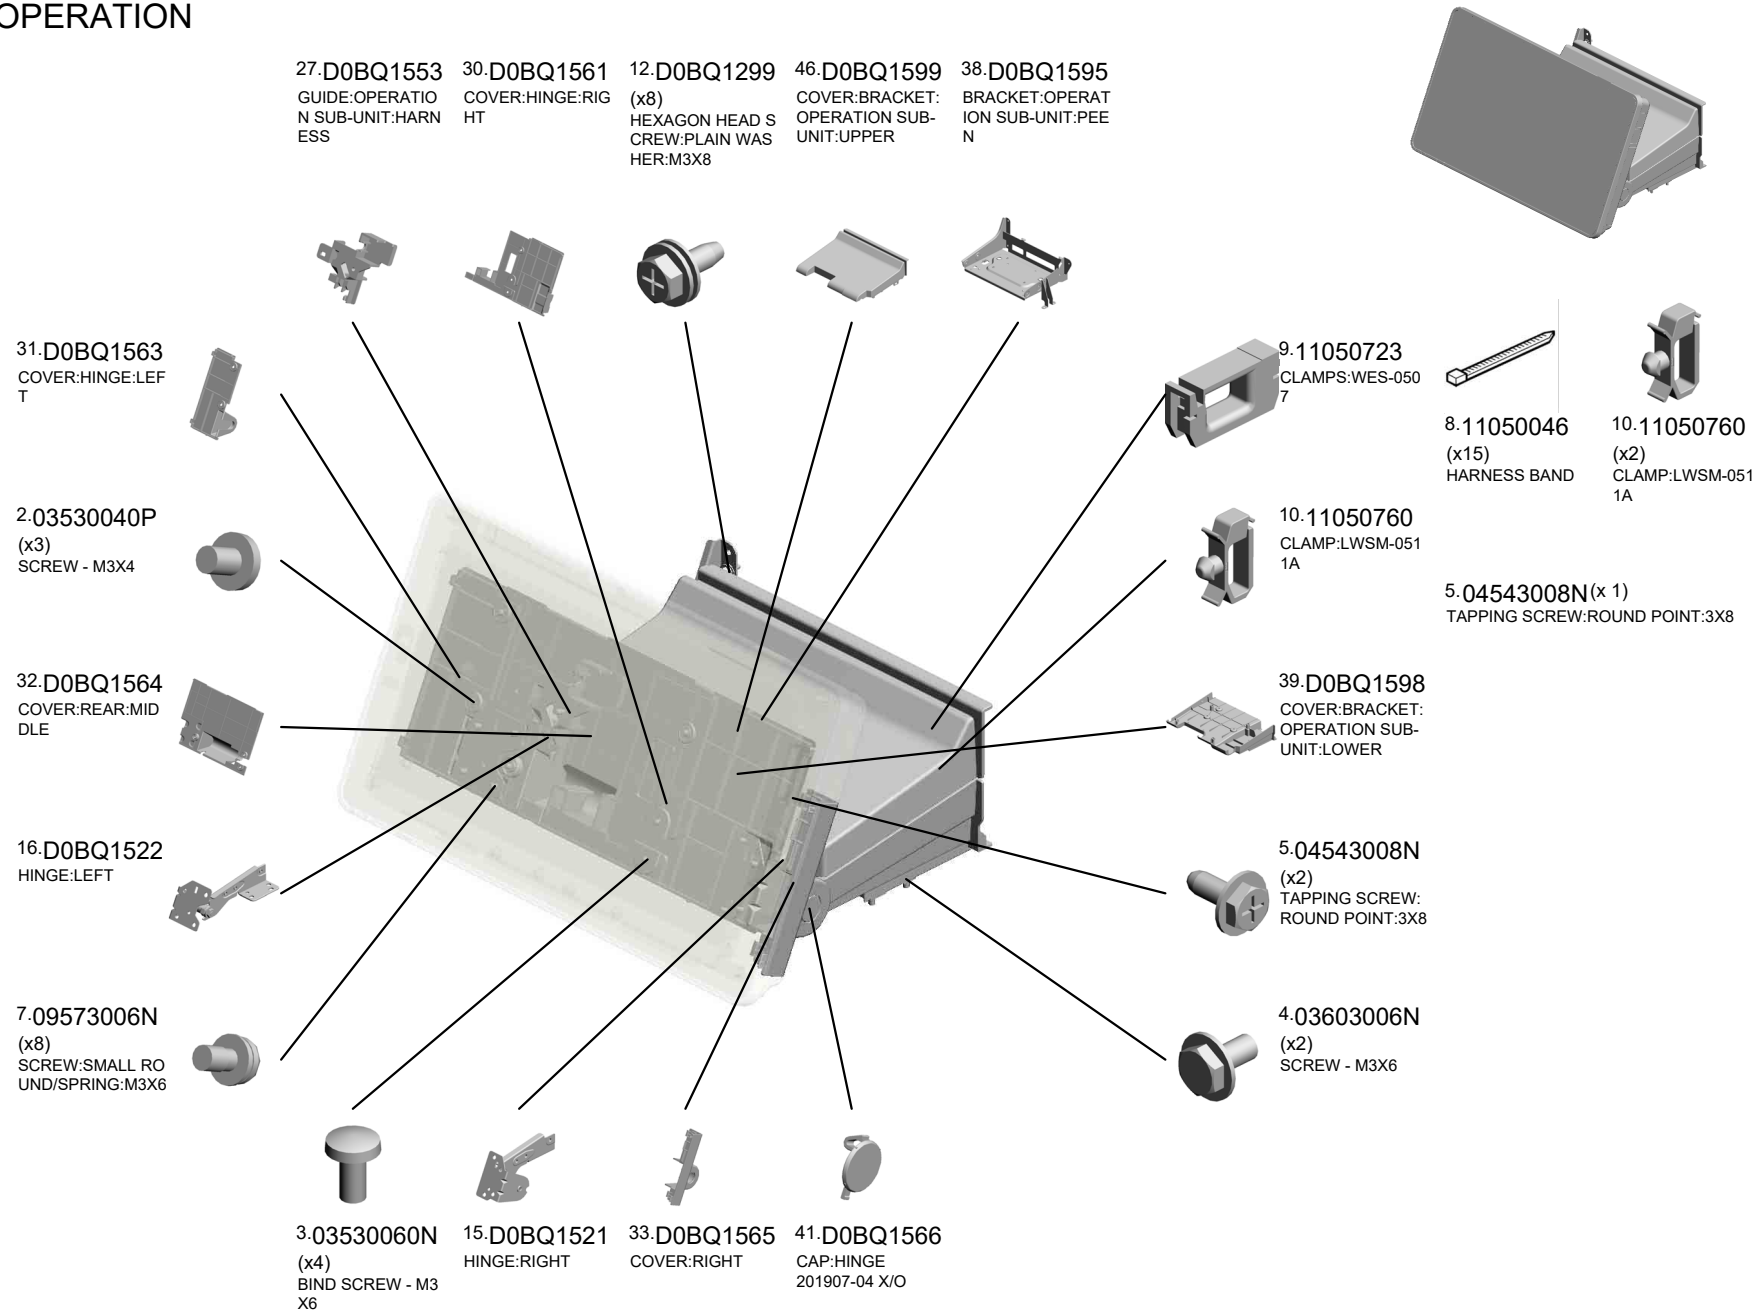 OPERATION
27.D0BQ1553
GUIDE:OPERATIO
N SUB-UNIT:HARN
ESS
30.D0BQ1561
COVER:HINGE:RIG
HT
12.D0BQ1299
(x8)
HEXAGON HEAD S
CREW:PLAIN WAS
HER:M3X8
46.D0BQ1599
COVER:BRACKET:
OPERATION SUB-
UNIT:UPPER
38.D0BQ1595
BRACKET:OPERAT
ION SUB-UNIT:PEE
N
31.D0BQ1563
COVER:HINGE:LEF
T
9.11050723
CLAMPS:WES-050
7
8.11050046
(x15)
HARNESS BAND
10.11050760
(x2)
CLAMP:LWSM-051
1A
2.03530040P
(x3)
SCREW - M3X4
10.11050760
CLAMP:LWSM-051
1A
5.04543008N(x 1)
TAPPING SCREW:ROUND POINT:3X8
32.D0BQ1564
COVER:REAR:MID
DLE
39.D0BQ1598
COVER:BRACKET:
OPERATION SUB-
UNIT:LOWER
16.D0BQ1522
HINGE:LEFT
5.04543008N
(x2)
TAPPING SCREW:
ROUND POINT:3X8
7.09573006N
(x8)
SCREW:SMALL RO
UND/SPRING:M3X6
4.03603006N
(x2)
SCREW - M3X6
3.03530060N
(x4)
BIND SCREW - M3
X6
15.D0BQ1521
HINGE:RIGHT
33.D0BQ1565
COVER:RIGHT
41.D0BQ1566
CAP:HINGE
201907-04 X/O